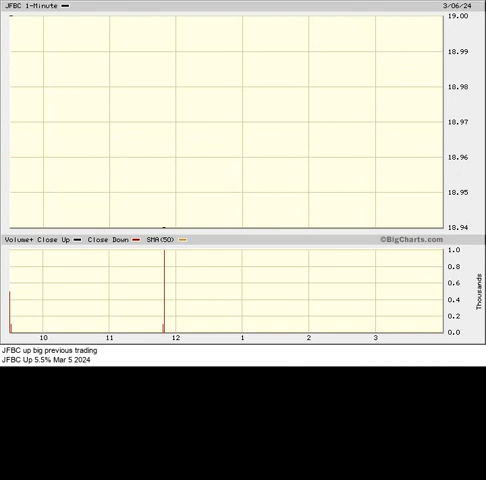 JFBC 1-Minute 3/06/24
19.00
18.99
18.98
18.97
18.96
18.95
18.94
Volume+ Close Up Close Down SMA(50) ©BigCharts.com
1.0
0.8
0.6
0.4
0.2
0.0
Thousands
10 11 12 1 2 3
JFBC up big previous trading
JFBC Up 5.5% Mar 5 2024